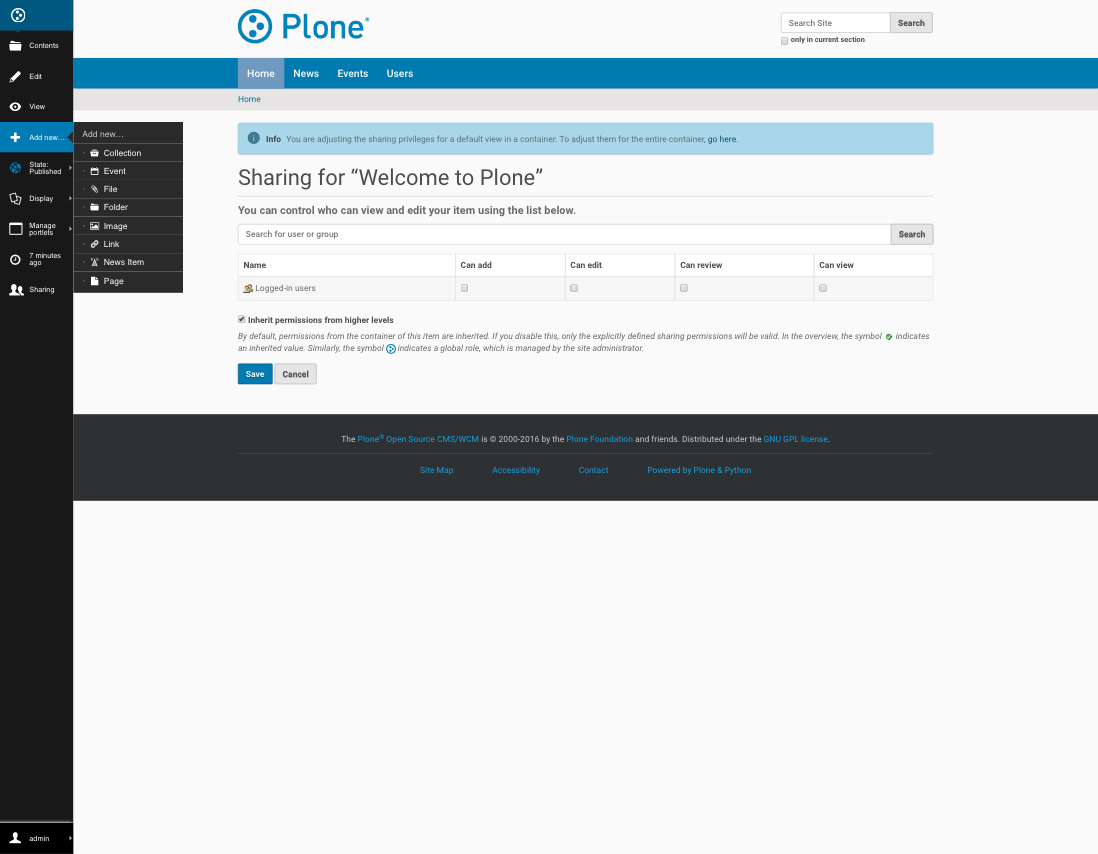 Contents
Edit
View
Add new...
State:
Published
Display
Manage
portlets
7 minutes
ago
Sharing
admin
Add new…
Collection
Event
File
Folder
Image
Link
News Item
Page
Plone®
Search Site
Search
only in current section
Home
News
Events
Users
Home
Info You are adjusting the sharing privileges for a default view in a container. To adjust them for the entire container, go here.
Sharing for “Welcome to Plone”
You can control who can view and edit your item using the list below.
Search for user or group
Search
Name Can add Can edit Can review Can view
Logged-in users
Inherit permissions from higher levels
By default, permissions from the container of this item are inherited. If you disable this, only the explicitly defined sharing permissions will be valid. In the overview, the symbol indicates
an inherited value. Similarly, the symbol indicates a global role, which is managed by the site administrator.
Save Cancel
The Plone® Open Source CMS/WCM is © 2000-2016 by the Plone Foundation and friends. Distributed under the GNU GPL license.
Site Map Accessibility Contact Powered by Plone & Python